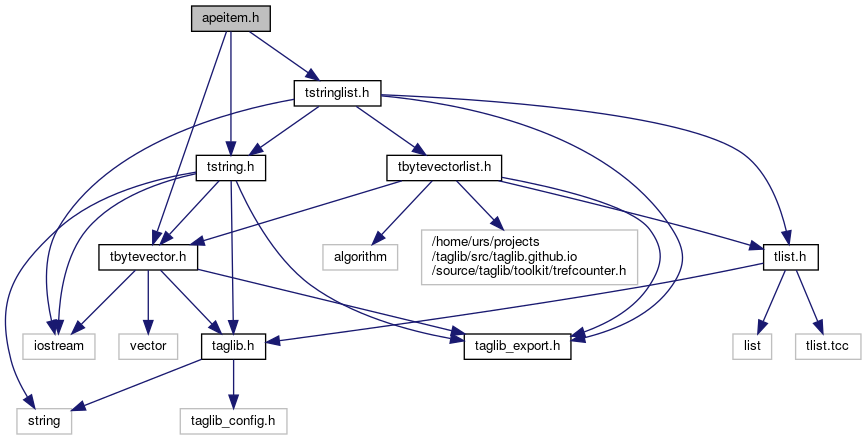 apeitem.h
tstringlist.h
tstring.h
tbytevectorlist.h
tbytevector.h
algorithm
/home/urs/projects
/taglib/src/taglib.github.io
/source/taglib/toolkit/trefcounter.h
tlist.h
iostream
vector
taglib.h
taglib_export.h
list
tlist.tcc
string
taglib_config.h